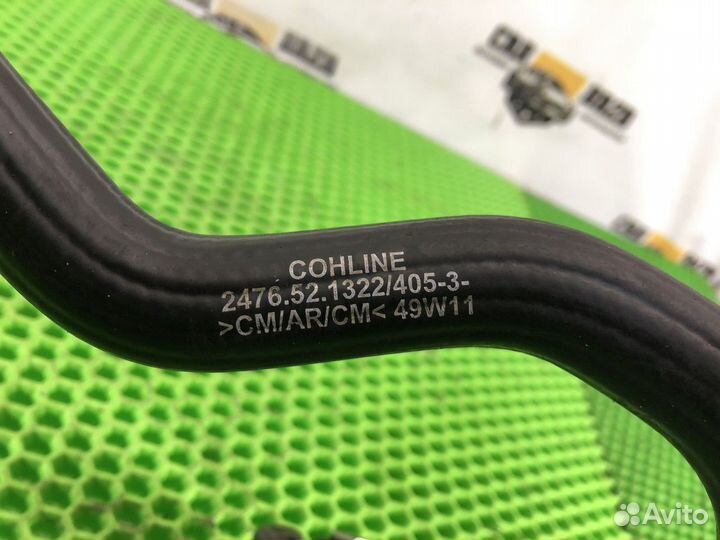 COHLINE
2476.52.1322/405-3-
>CM/AR/CM< 49W11
Avito